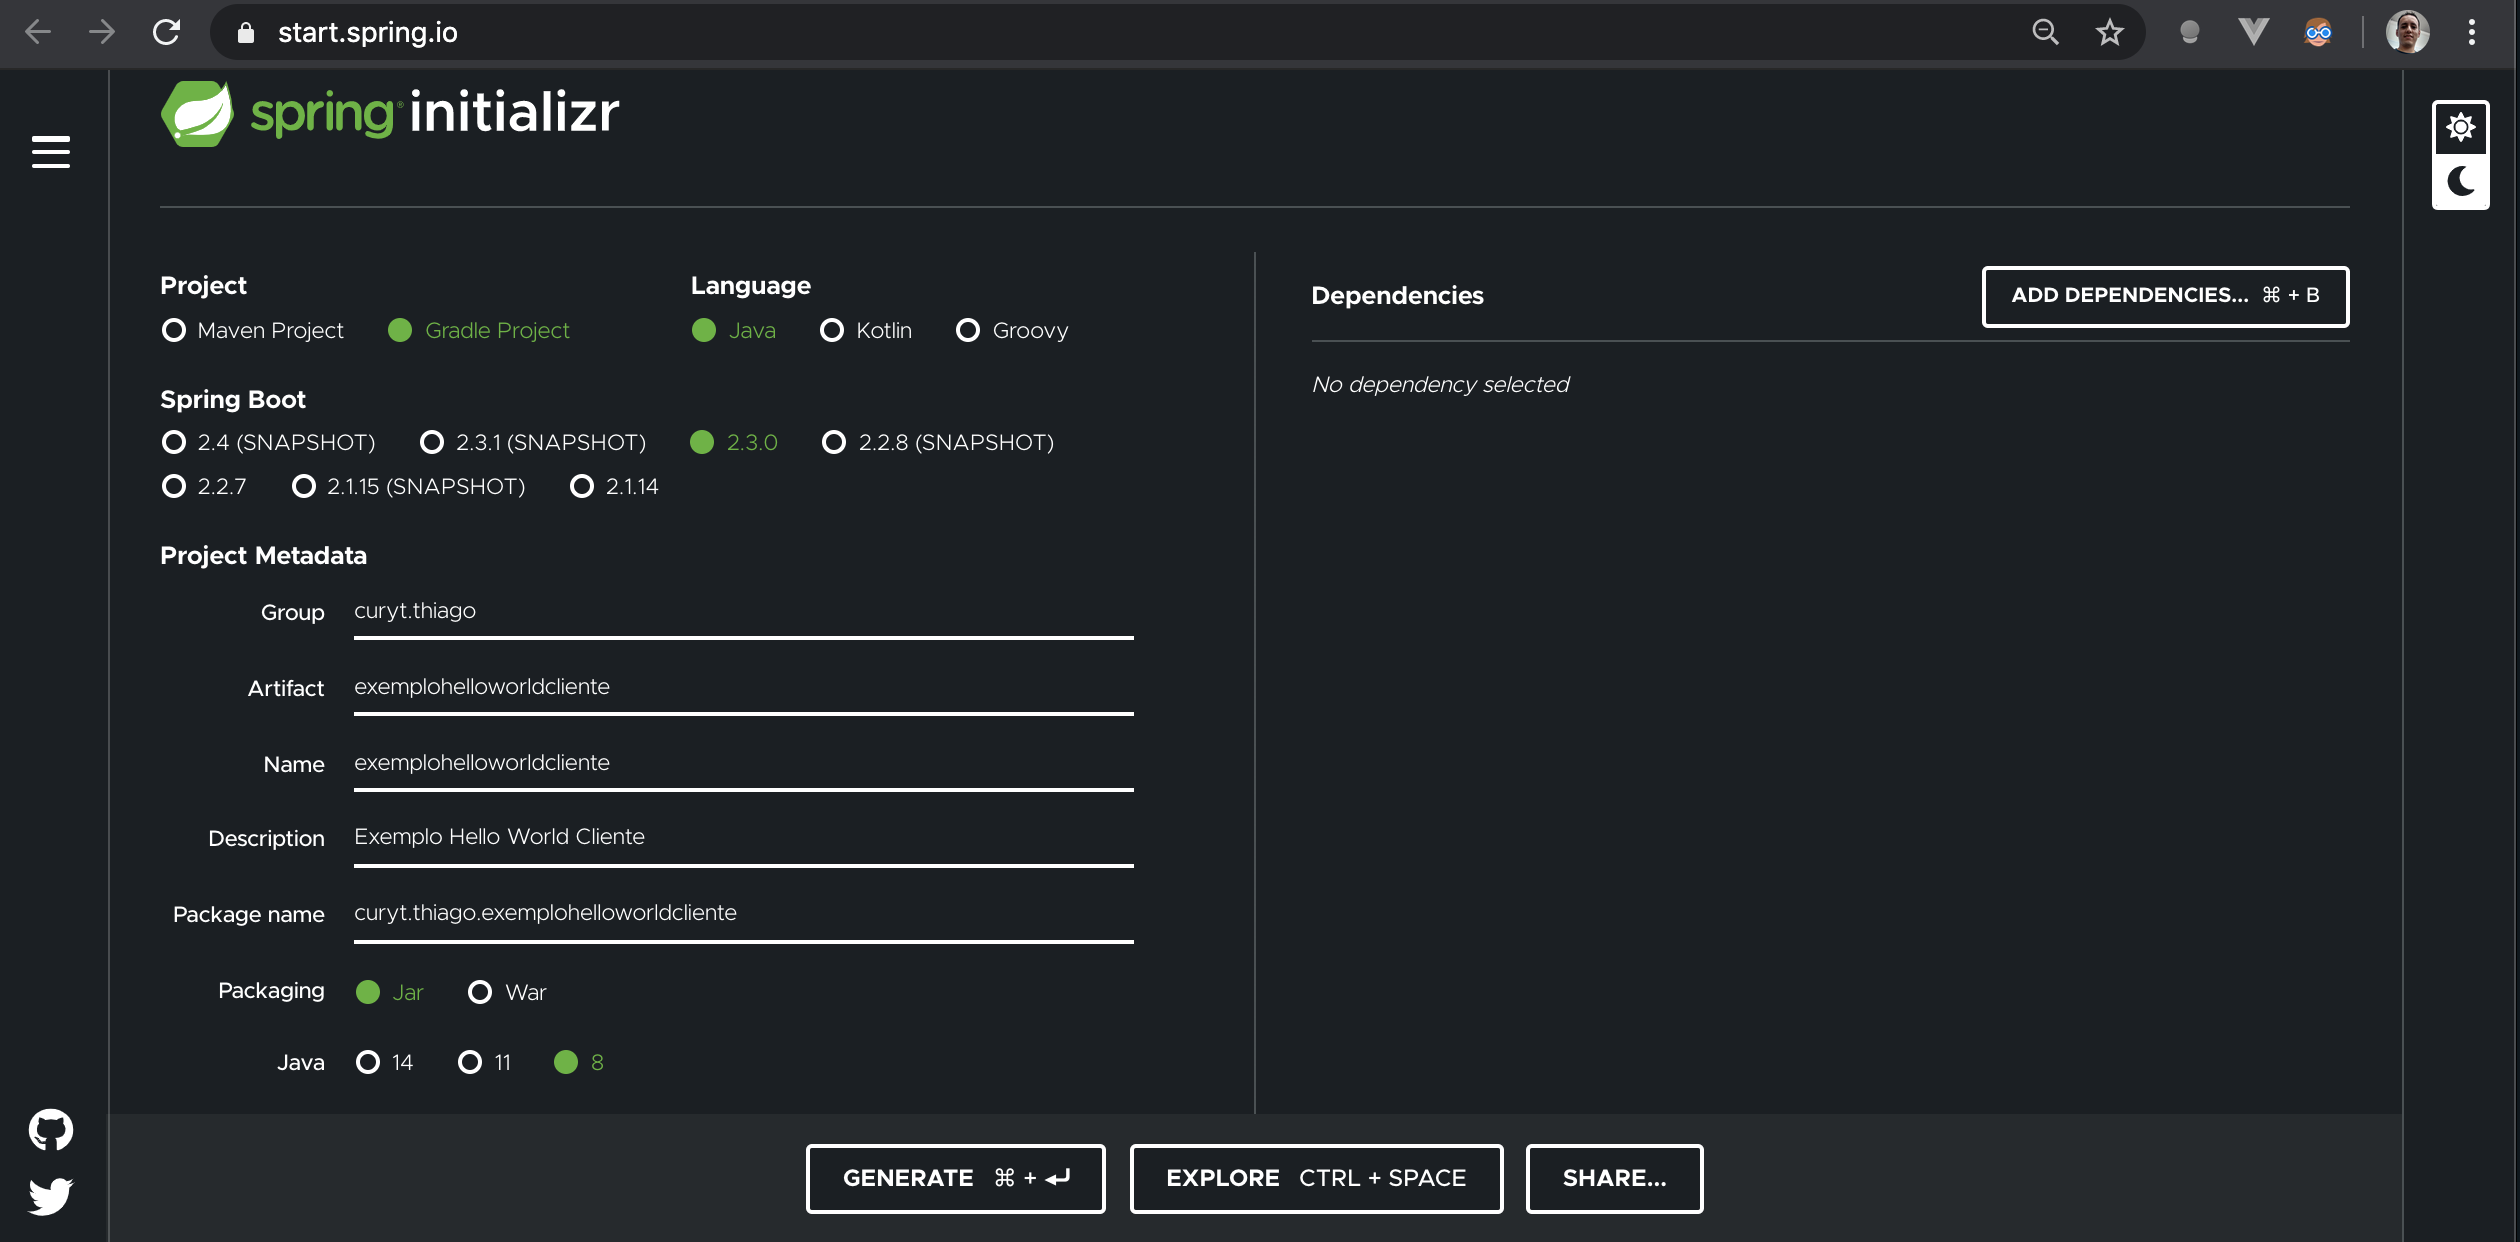 start.spring.io
spring initializr
Project
Maven Project Gradle Project
Language
Java Kotlin Groovy
Spring Boot
2.4 (SNAPSHOT) 2.3.1 (SNAPSHOT) 2.3.0 2.2.8 (SNAPSHOT)
2.2.7 2.1.15 (SNAPSHOT) 2.1.14
Project Metadata
Group curyt.thiago
Artifact exemplohelloworldcliente
Name exemplohelloworldcliente
Description Exemplo Hello World Cliente
Package name curyt.thiago.exemplohelloworldcliente
Packaging Jar War
Java 14 11 8
Dependencies
ADD DEPENDENCIES... ⌘ + B
No dependency selected
GENERATE ⌘ + ↵
EXPLORE CTRL + SPACE
SHARE...